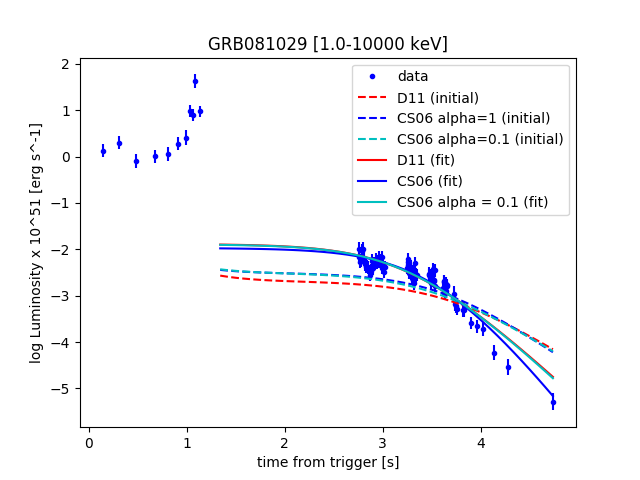 GRB081029 [1.0-10000 keV]
log Luminosity x 10^51 [erg s^-1]
2
1
0
−1
−2
−3
−4
−5
data
D11 (initial)
CS06 alpha=1 (initial)
CS06 alpha=0.1 (initial)
D11 (fit)
CS06 (fit)
CS06 alpha = 0.1 (fit)
0 1 2 3 4
time from trigger [s]